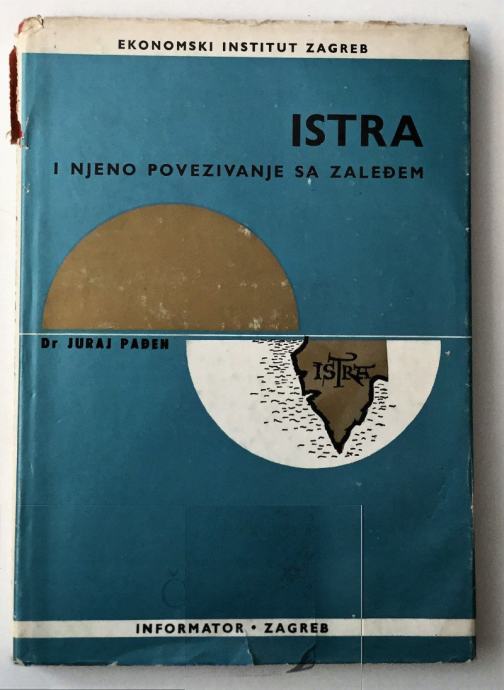 EKONOMSKI INSTITUT ZAGREB
ISTRA
I NJENO POVEZIVANJE SA ZALEĐEM
Dr JURAJ PAĐEN
ISTRA
INFORMATOR • ZAGREB